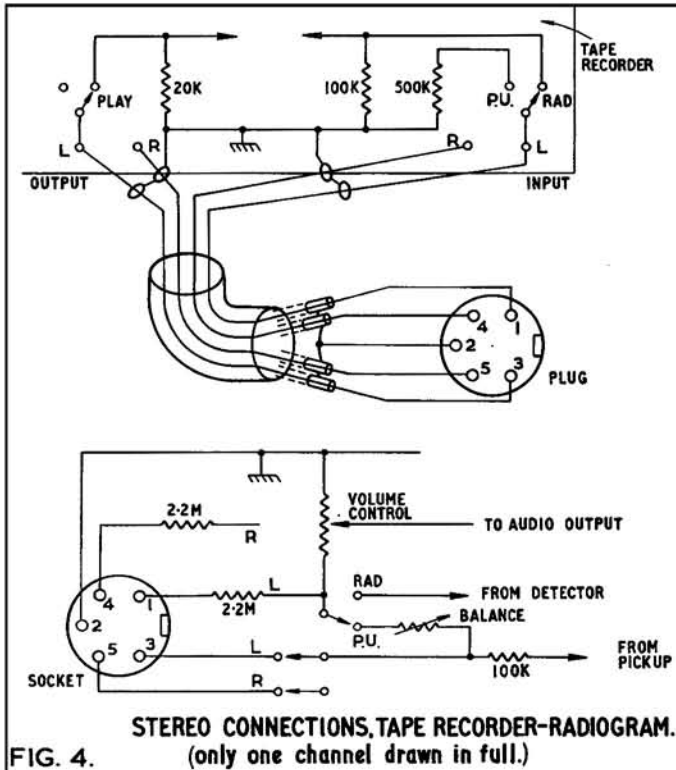 TAPE
RECORDER
PLAY
20K
100K
500K
P.U.
RAD
L
R
R
L
OUTPUT
INPUT
4
1
2
5
3
PLUG
2·2M
R
VOLUME
CONTROL
TO AUDIO OUTPUT
4
1
2·2M
L
RAD
FROM DETECTOR
2
BALANCE
P.U.
5
3
L
FROM
PICKUP
100K
SOCKET
R
STEREO CONNECTIONS, TAPE RECORDER-RADIOGRAM.
FIG. 4.
(only one channel drawn in full.)